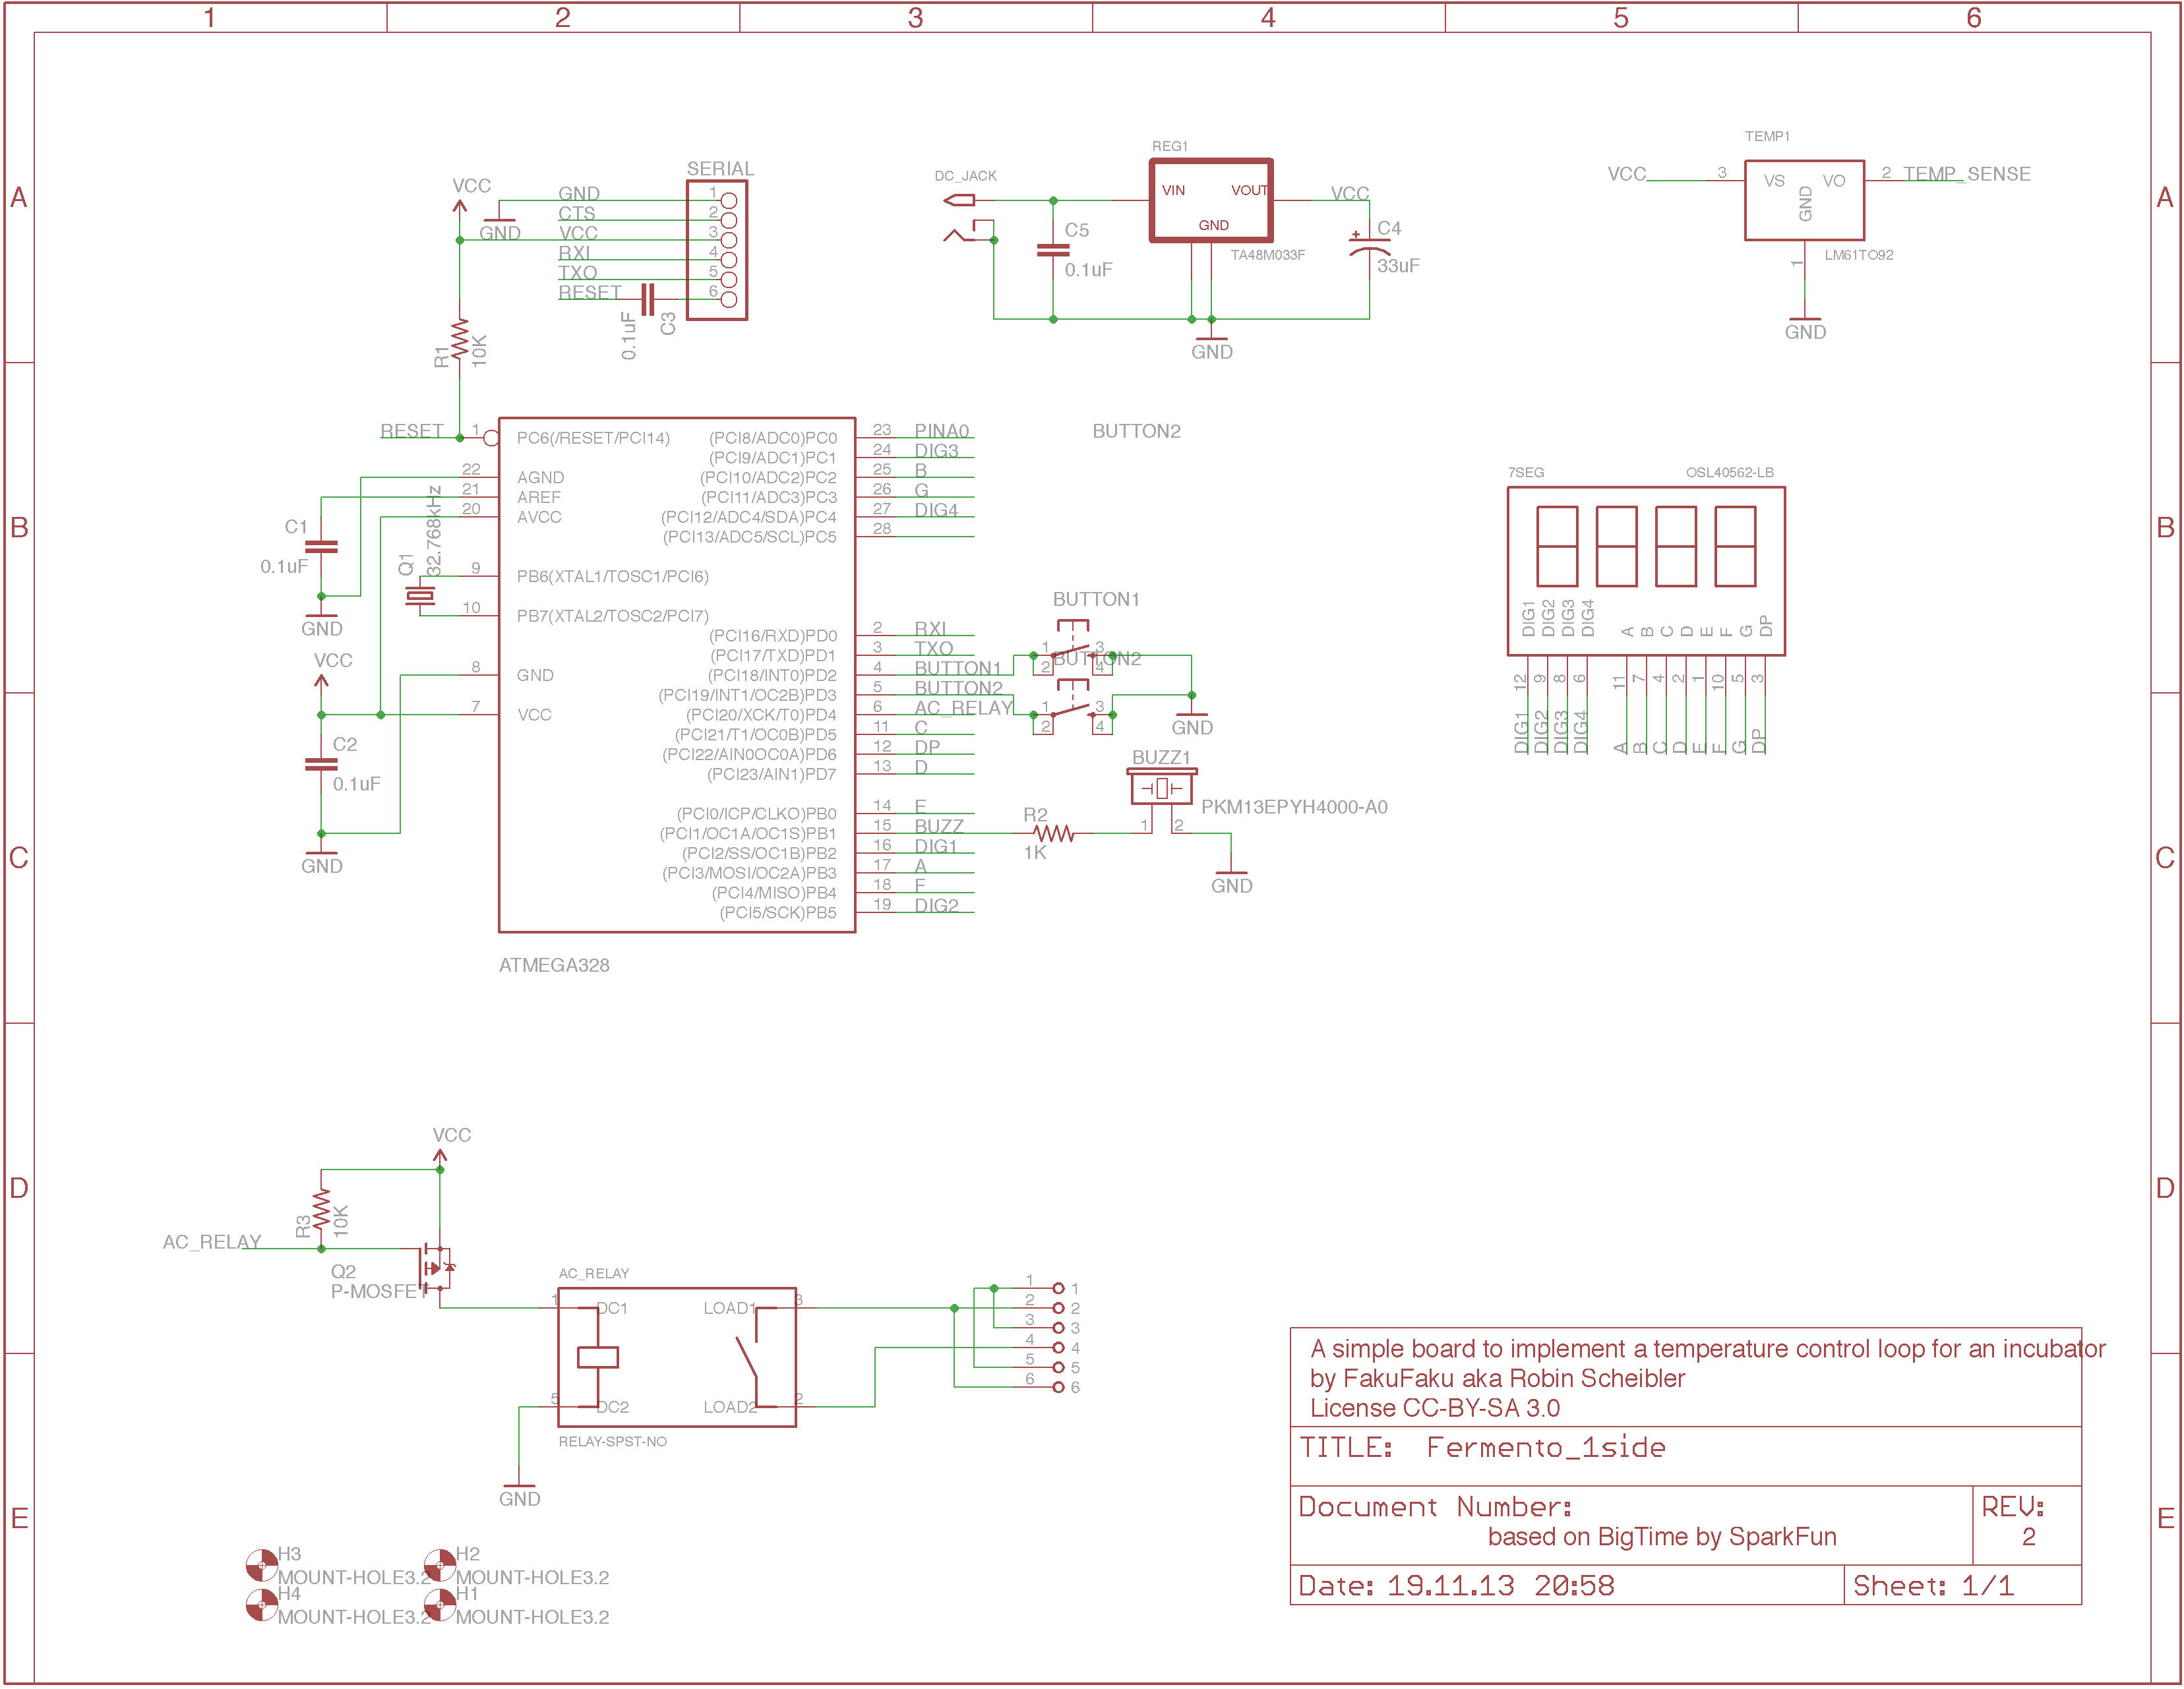 1 2 3 4 5 6
A A
B B
C C
D D
E E
VCC
GND
SERIAL
GND 1
CTS 2
VCC 3
RXI 4
TXO 5
RESET 6
0.1uF
C3
R1
10K
DC_JACK
C5
0.1uF
REG1
VIN VOUT
GND
TA48M033F
VCC
C4
33uF
GND
TEMP1
VCC 3 VS VO 2 TEMP_SENSE
GND
1
LM61TO92
GND
RESET 1 PC6(/RESET/PCI14)
22 AGND
21 AREF
20 AVCC
9 PB6(XTAL1/TOSC1/PCI6)
10 PB7(XTAL2/TOSC2/PCI7)
8 GND
7 VCC
C1
0.1uF
GND
Q1
32.768kHz
VCC
C2
0.1uF
GND
(PCI8/ADC0)PC0 23 PINA0
(PCI9/ADC1)PC1 24 DIG3
(PCI10/ADC2)PC2 25 B
(PCI11/ADC3)PC3 26 G
(PCI12/ADC4/SDA)PC4 27 DIG4
(PCI13/ADC5/SCL)PC5 28
(PCI16/RXD)PD0 2 RXI
(PCI17/TXD)PD1 3 TXO
(PCI18/INT0)PD2 4 BUTTON1
(PCI19/INT1/OC2B)PD3 5 BUTTON2
(PCI20/XCK/T0)PD4 6 AC_RELAY
(PCI21/T1/OC0B)PD5 11 C
(PCI22/AIN0OC0A)PD6 12 DP
(PCI23/AIN1)PD7 13 D
(PCI0/ICP/CLKO)PB0 14 E
(PCI1/OC1A/OC1S)PB1 15 BUZZ
(PCI2/SS/OC1B)PB2 16 DIG1
(PCI3/MOSI/OC2A)PB3 17 A
(PCI4/MISO)PB4 18 F
(PCI5/SCK)PB5 19 DIG2
ATMEGA328
BUTTON2
BUTTON1
1 3
2 4
BUTTON2
1 3
2 4
GND
BUZZ1
PKM13EPYH4000-A0
R2
1K
1 2
GND
7SEG OSL40562-LB
DIG1 DIG2 DIG3 DIG4 A B C D E F G DP
12 9 8 6 11 7 4 2 1 10 5 3
DIG1 DIG2 DIG3 DIG4 A B C D E F G DP
VCC
R3
10K
AC_RELAY
Q2
P-MOSFET
AC_RELAY
1 DC1 LOAD1 3
5 DC2 LOAD2 2
RELAY-SPST-NO
GND
1 1
2 2
3 3
4 4
5 5
6 6
H3
MOUNT-HOLE3.2
H2
MOUNT-HOLE3.2
H4
MOUNT-HOLE3.2
H1
MOUNT-HOLE3.2
A simple board to implement a temperature control loop for an incubator
by FakuFaku aka Robin Scheibler
License CC-BY-SA 3.0
TITLE: Fermento_1side
Document Number:
based on BigTime by SparkFun
REV:
2
Date: 19.11.13 20:58
Sheet: 1/1